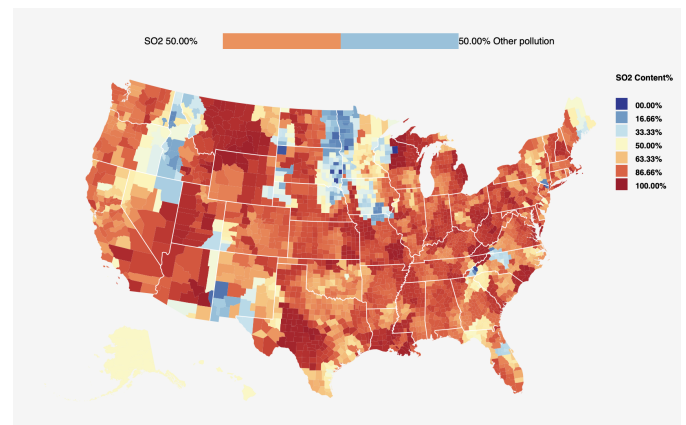 SO2 50.00%
50.00% Other pollution
SO2 Content%
00.00%
16.66%
33.33%
50.00%
63.33%
86.66%
100.00%